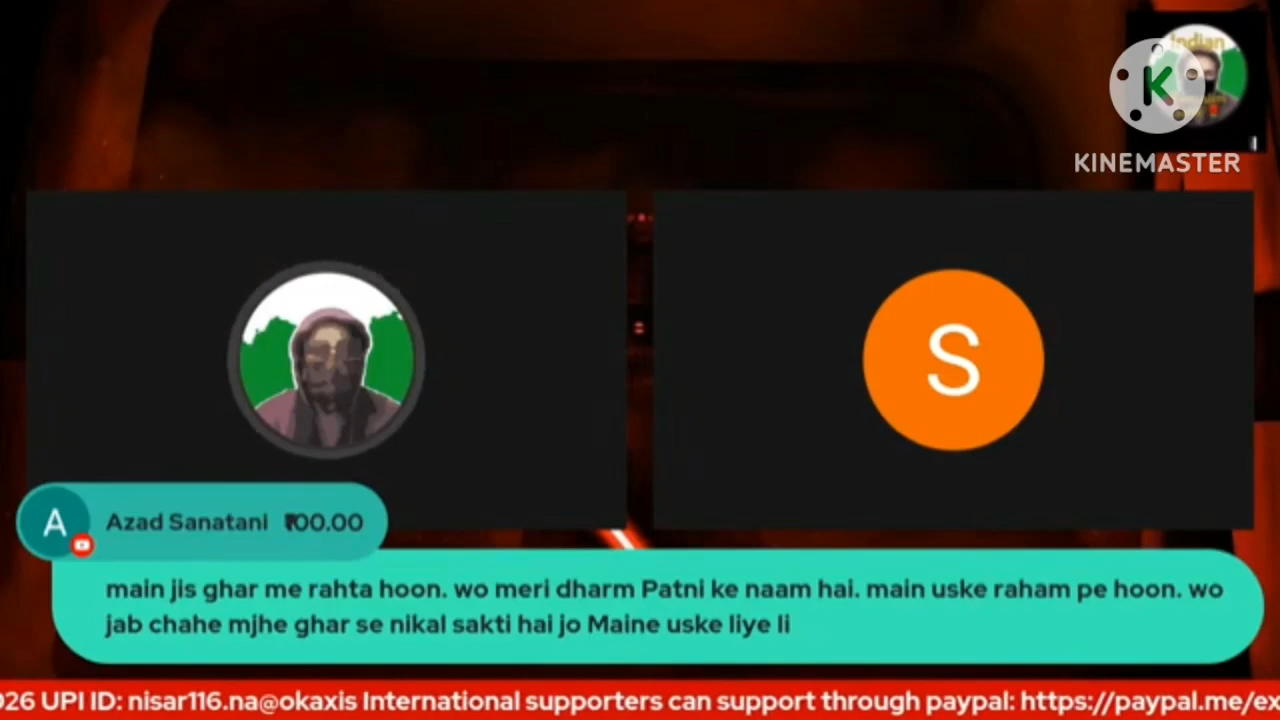 Indian
K
KINEMASTER
S
A
Azad Sanatani ₹100.00
main jis ghar me rahta hoon. wo meri dharm Patni ke naam hai. main uske raham pe hoon. wo
jab chahe mjhe ghar se nikal sakti hai jo Maine uske liye li
026 UPI ID: nisar116.na@okaxis International supporters can support through paypal: https://paypal.me/ex